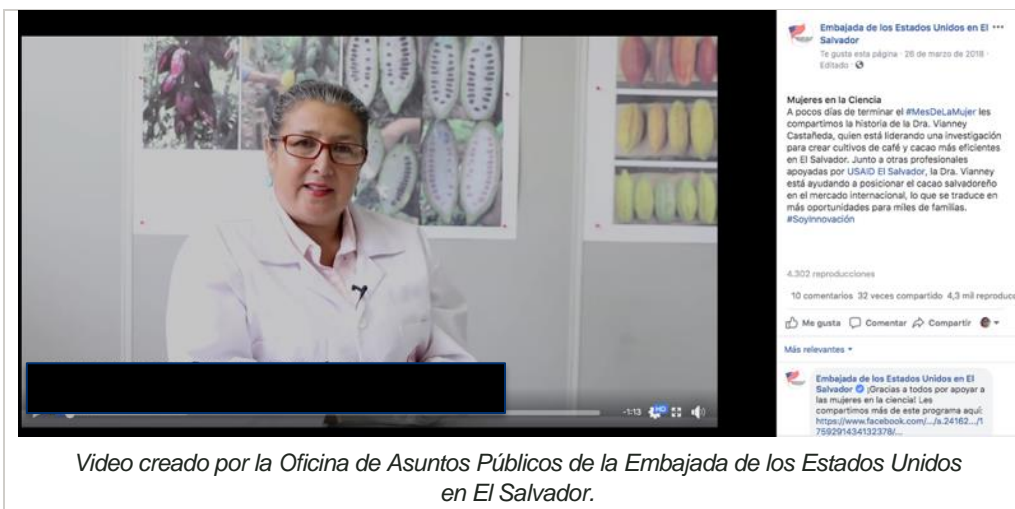 Embajada de los Estados Unidos en El
Salvador
Te gusta esta página · 26 de marzo de 2018 ·
Editado ·
Mujeres en la Ciencia
A pocos días de terminar el #MesDeLaMujer les
compartimos la historia de la Dra. Vianney
Castañeda, quien está liderando una investigación
para crear cultivos de café y cacao más eficientes
en El Salvador. Junto a otras profesionales
apoyadas por USAID El Salvador, la Dra. Vianney
está ayudando a posicionar el cacao salvadoreño
en el mercado internacional, lo que se traduce en
más oportunidades para miles de familias.
#SoyInnovación
4.302 reproducciones
10 comentarios 32 veces compartido 4,3 mil reproducc
Me gusta Comentar Compartir
Más relevantes
Embajada de los Estados Unidos en El
Salvador ¡Gracias a todos por apoyar a
las mujeres en la ciencia! Les
compartimos más de este programa aquí:
https://www.facebook.com/.../a.24162.../1
759291434132378/...
-1:13 HD
Video creado por la Oficina de Asuntos Públicos de la Embajada de los Estados Unidos
en El Salvador.